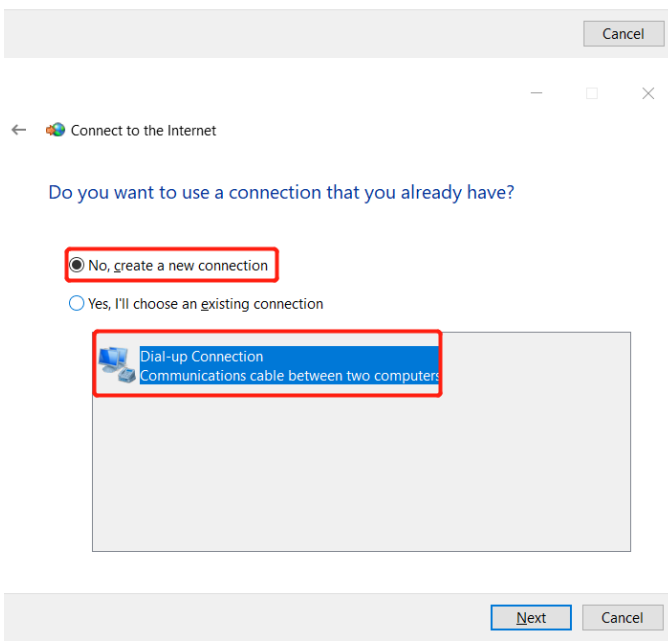 Cancel
Connect to the Internet
Do you want to use a connection that you already have?
No, create a new connection
Yes, I'll choose an existing connection
Dial-up Connection
Communications cable between two computers
Next
Cancel